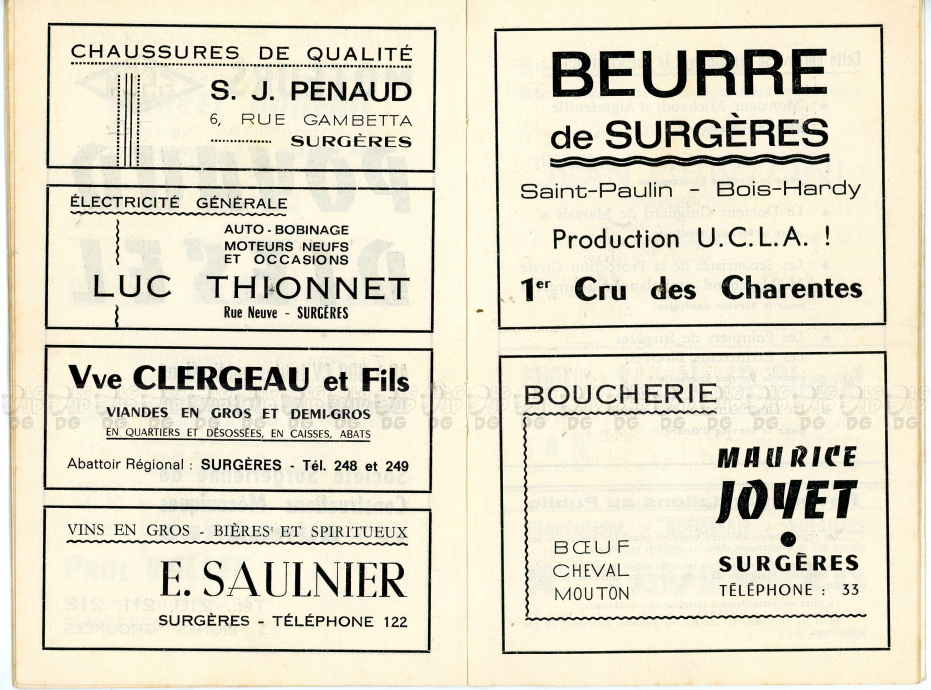 CHAUSSURES DE QUALITÉ
S. J. PENAUD
6, RUE GAMBETTA
SURGÈRES
ÉLECTRICITÉ GÉNÉRALE
AUTO-BOBINAGE
MOTEURS NEUFS
ET OCCASIONS
LUC THIONNET
Rue Neuve - SURGÈRES
Vve CLERGEAU et Fils
VIANDES EN GROS ET DEMI-GROS
EN QUARTIERS ET DÉSOSSÉES, EN CAISSES, ABATS
Abattoir Régional : SURGÈRES - Tél. 248 et 249
VINS EN GROS - BIÈRES ET SPIRITUEUX
E. SAULNIER
SURGÈRES - TÉLÉPHONE 122
BEURRE
de SURGÈRES
Saint-Paulin - Bois-Hardy
Production U.C.L.A. !
1er Cru des Charentes
BOUCHERIE
MAURICE
JOYET
BŒUF
CHEVAL
MOUTON
SURGÈRES
TÉLÉPHONE : 33